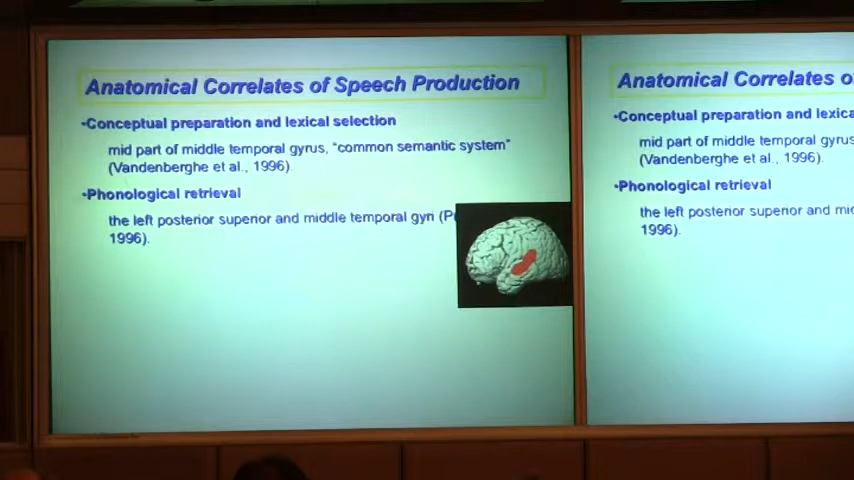 Anatomical Correlates of Speech Production
•Conceptual preparation and lexical selection
mid part of middle temporal gyrus, “common semantic system”
(Vandenberghe et al., 1996).
•Phonological retrieval
the left posterior superior and middle temporal gyri
1996).
Anatomical Correlates
•Conceptual preparation and
mid part of middle temporal gyrus
(Vandenberghe et al., 1996).
•Phonological retrieval
the left posterior superior and
1996).